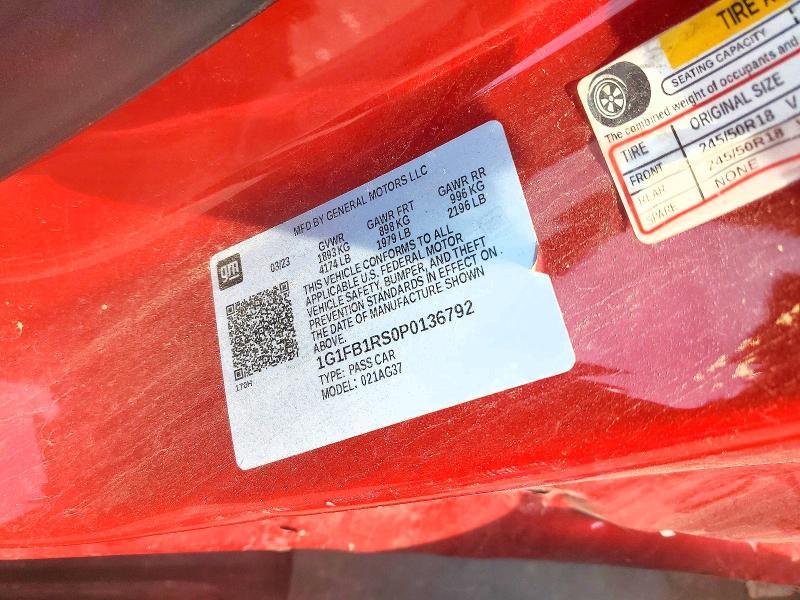 MFD BY GENERAL MOTORS LLC
gm
03/23
GVWR GAWR FRT GAWR RR
1893 KG 898 KG 996 KG
4174 LB 1979 LB 2196 LB
THIS VEHICLE CONFORMS TO ALL
APPLICABLE U.S. FEDERAL MOTOR
VEHICLE SAFETY, BUMPER, AND THEFT
PREVENTION STANDARDS IN EFFECT ON
THE DATE OF MANUFACTURE SHOWN
ABOVE.
1G1FB1RS0P0136792
TYPE: PASS CAR
MODEL: 021AG37
170H
TIRE
SEATING CAPACITY
The combined weight of occupants and
TIRE ORIGINAL SIZE
FRONT 245/50R18 V
REAR 245/50R18
SPARE NONE